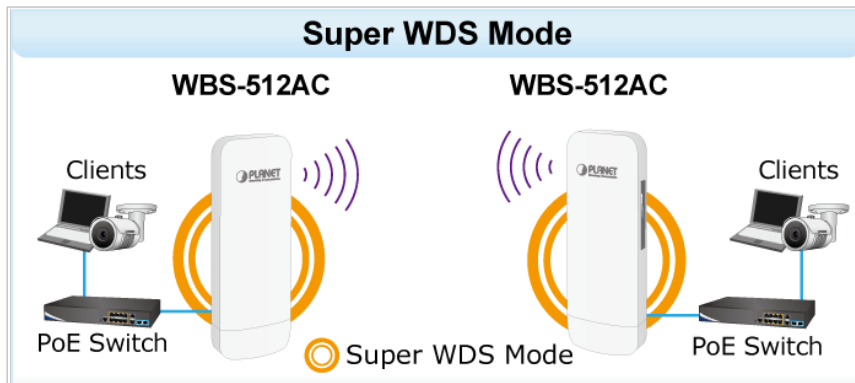 Super WDS Mode
WBS-512AC
WBS-512AC
Clients
PLANET
PLANET
Clients
PoE Switch
PoE Switch
Super WDS Mode